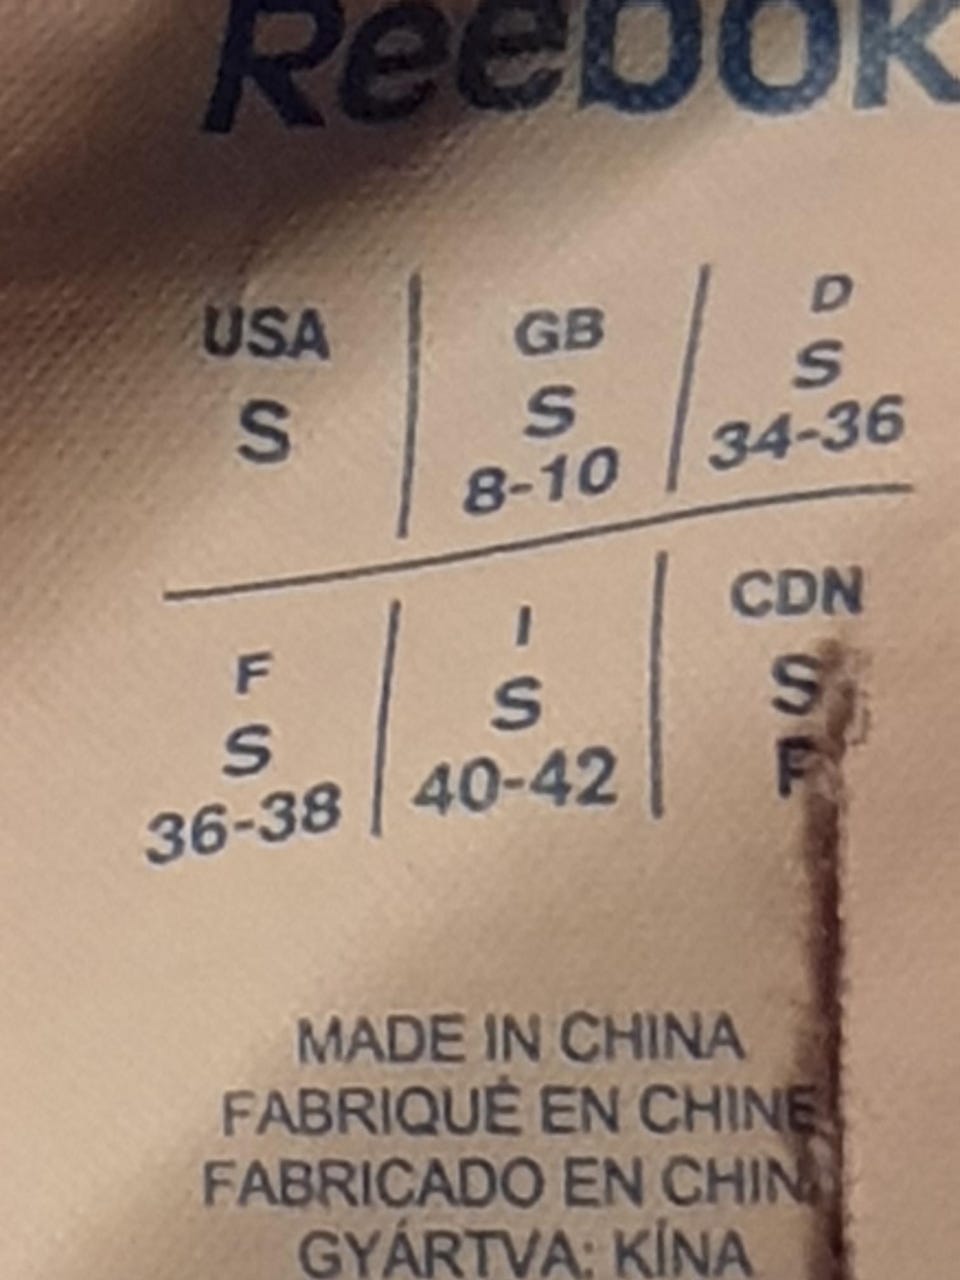 Reebok
USA
S
GB
S
8-10
D
S
34-36
F
S
36-38
I
S
40-42
CDN
S
P
MADE IN CHINA
FABRIQUÉ EN CHINE
FABRICADO EN CHIN
GYÁRTVA: KÍNA